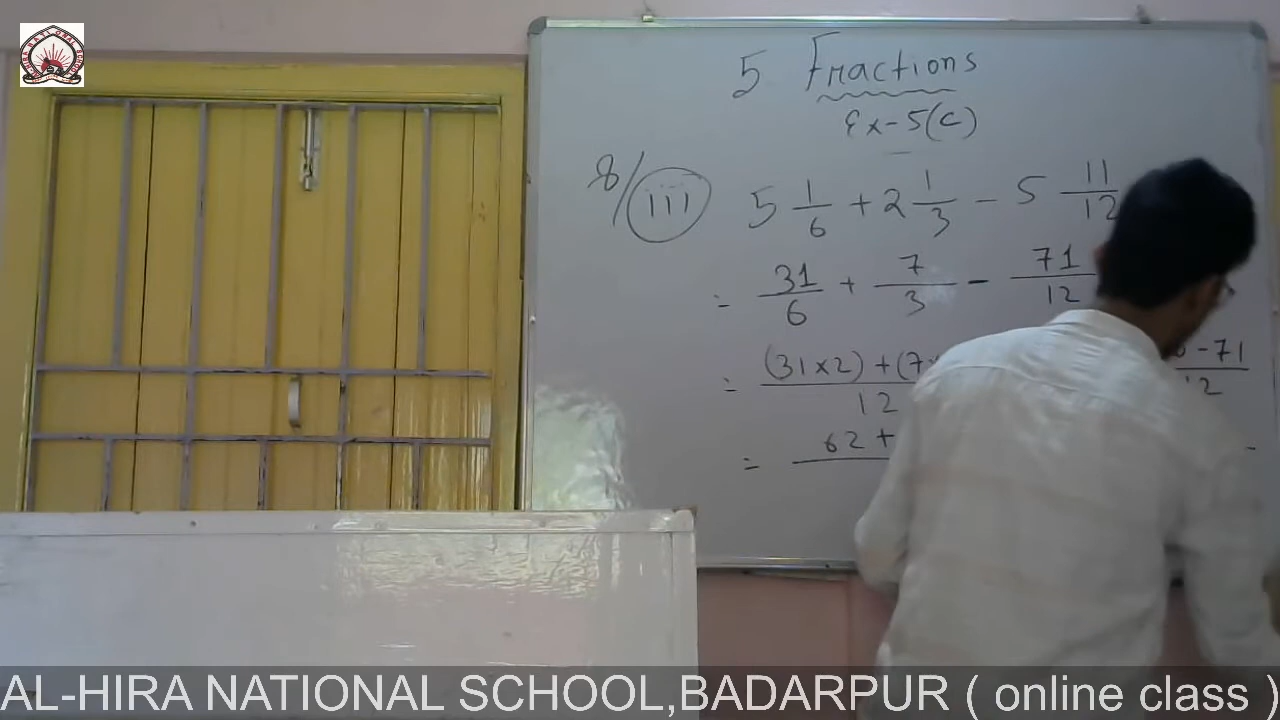 5 Fractions
Ex-5(C)
8/ iii 5 1/6 + 2 1/3 - 5 11/12
= 31/6 + 7/3 - 71/12
= (31×2) + (7
12
-71
12
= 62 +
AL-HIRA NATIONAL SCHOOL,BADARPUR ( online class )